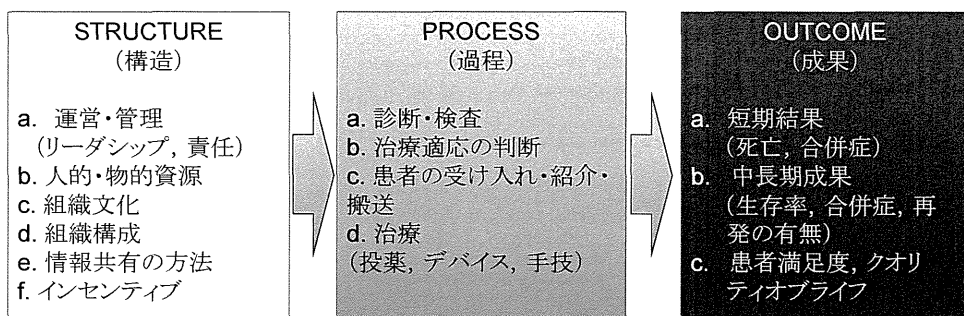 STRUCTURE
(構造)
a. 運営・管理
(リーダシップ, 責任)
b. 人的・物的資源
c. 組織文化
d. 組織構成
e. 情報共有の方法
f. インセンティブ
PROCESS
(過程)
a. 診断・検査
b. 治療適応の判断
c. 患者の受け入れ・紹介・
搬送
d. 治療
(投薬, デバイス, 手技)
OUTCOME
(成果)
a. 短期結果
(死亡, 合併症)
b. 中長期成果
(生存率, 合併症, 再
発の有無)
c. 患者満足度, クオリ
ティオブライフ